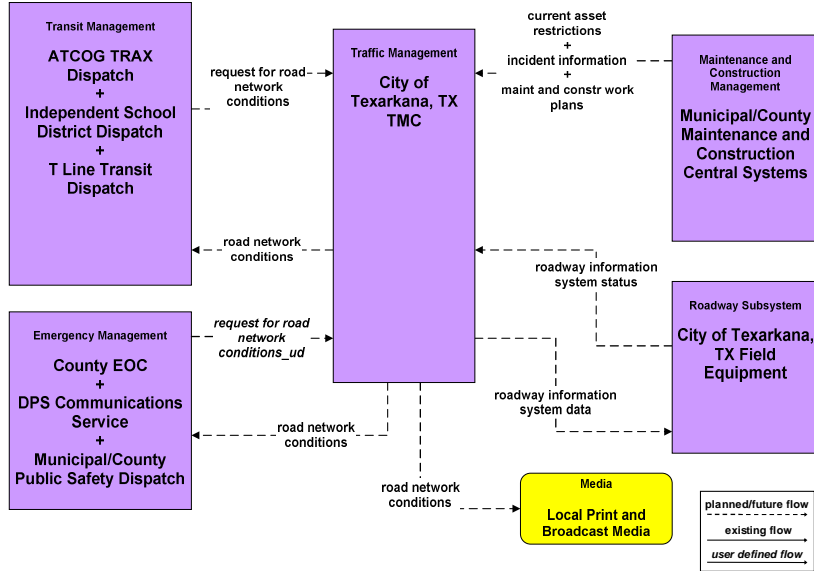 Transit Management
ATCOG TRAX
Dispatch
+
Independent School
District Dispatch
+
T Line Transit
Dispatch
request for road
network
conditions
Traffic Management
City of
Texarkana, TX
TMC
current asset
restrictions
+
incident information
+
maint and constr work
plans
Maintenance and
Construction
Management
Municipal/County
Maintenance and
Construction
Central Systems
road network
conditions
roadway information
system status
Emergency Management
County EOC
+
DPS Communications
Service
+
Municipal/County
Public Safety Dispatch
request for road
network
conditions_ud
Roadway Subsystem
City of Texarkana,
TX Field
Equipment
roadway information
system data
road network
conditions
road network
conditions
Media
Local Print and
Broadcast Media
planned/future flow
existing flow
user defined flow